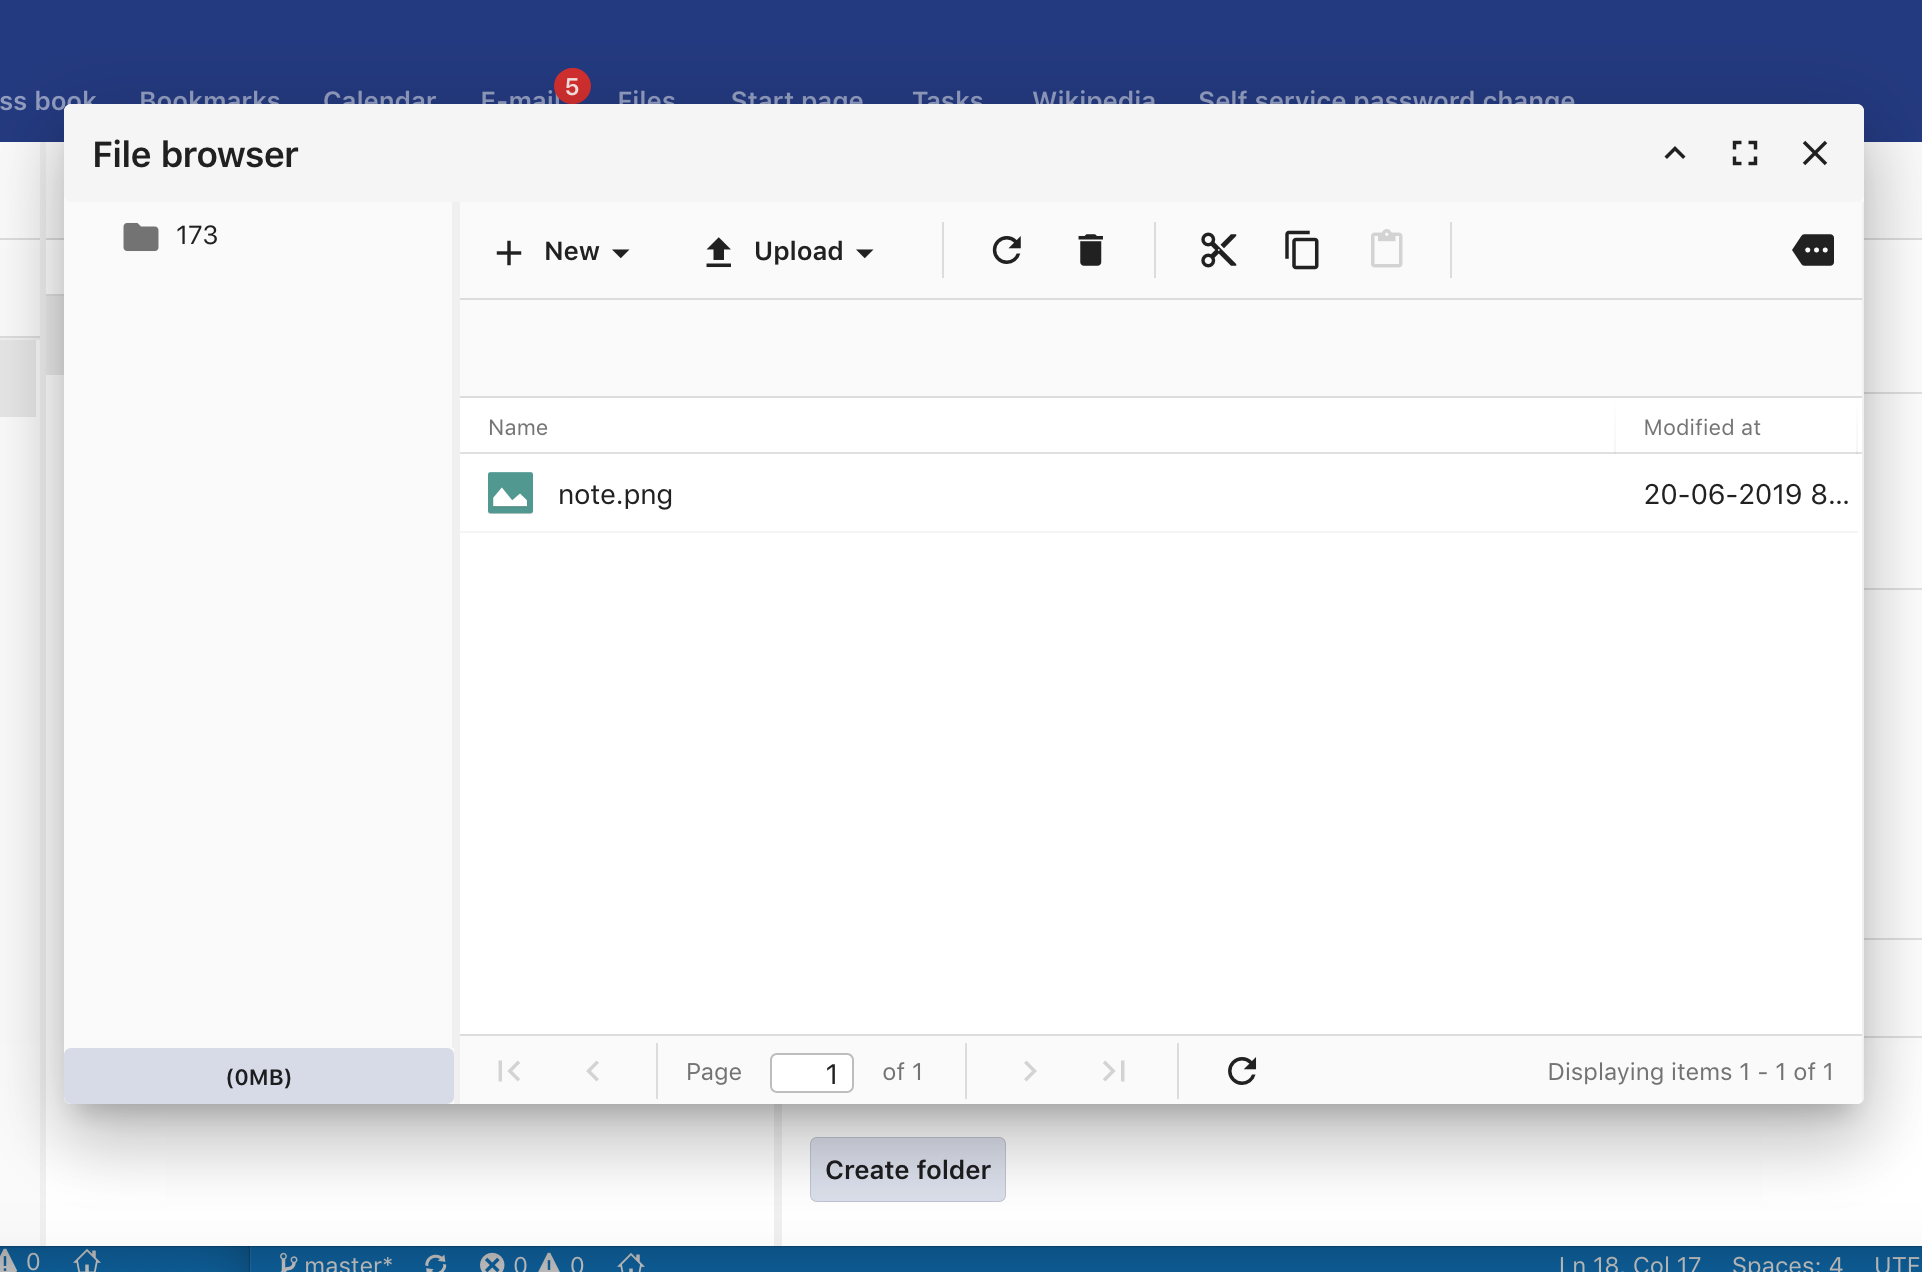 ss book Bookmarks Calendar E-mail 5 Files Start page Tasks Wikipedia Self service password change
File browser
173
New Upload
Name Modified at
note.png 20-06-2019 8...
(0MB) Page 1 of 1 Displaying items 1 - 1 of 1
Create folder
0 master* 0 0 Ln 18, Col 17 Spaces: 4 UTF